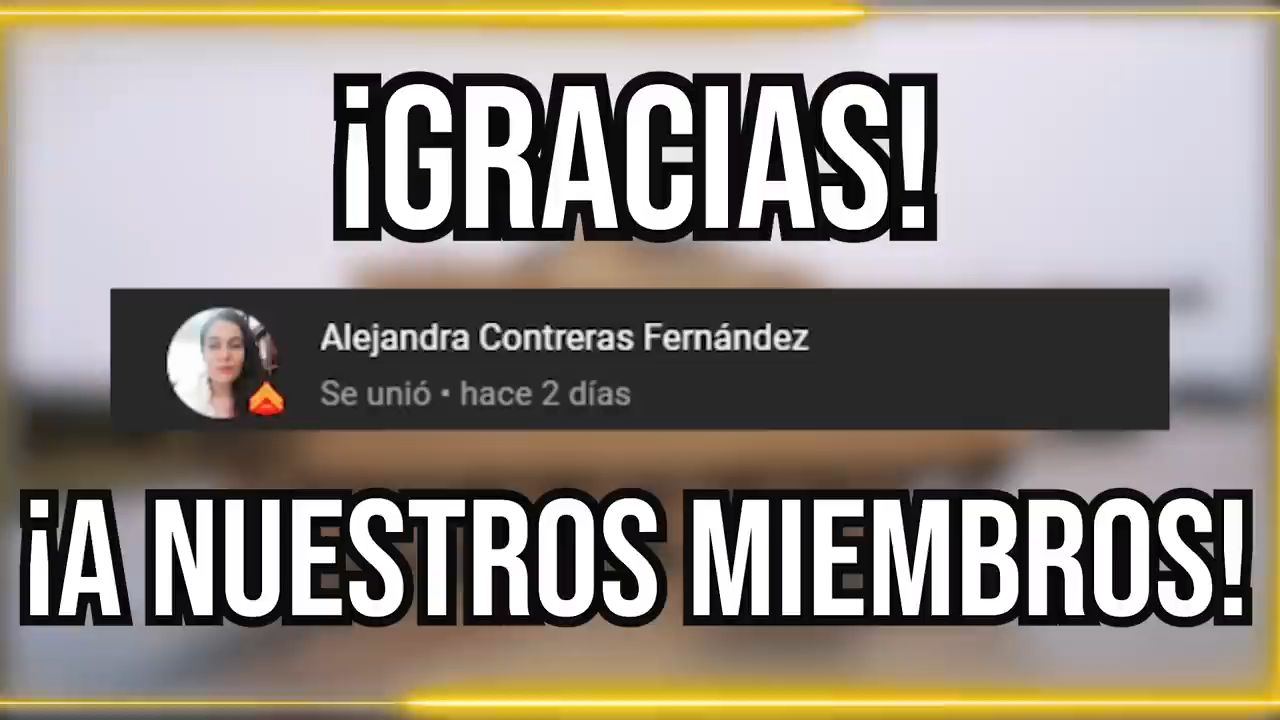 ¡GRACIAS!
Alejandra Contreras Fernández
Se unió • hace 2 días
¡A NUESTROS MIEMBROS!